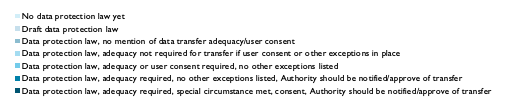 No data protection law yet
Draft data protection law
Data protection law, no mention of data transfer adequacy/user consent
Data protection law, adequacy not required for transfer if user consent or other exceptions in place
Data protection law, adequacy or user consent required, no other exceptions listed
Data protection law, adequacy required, no other exceptions listed, Authority should be notified/approve of transfer
Data protection law, adequacy required, special circumstance met, consent, Authority should be notified/approve of transfer